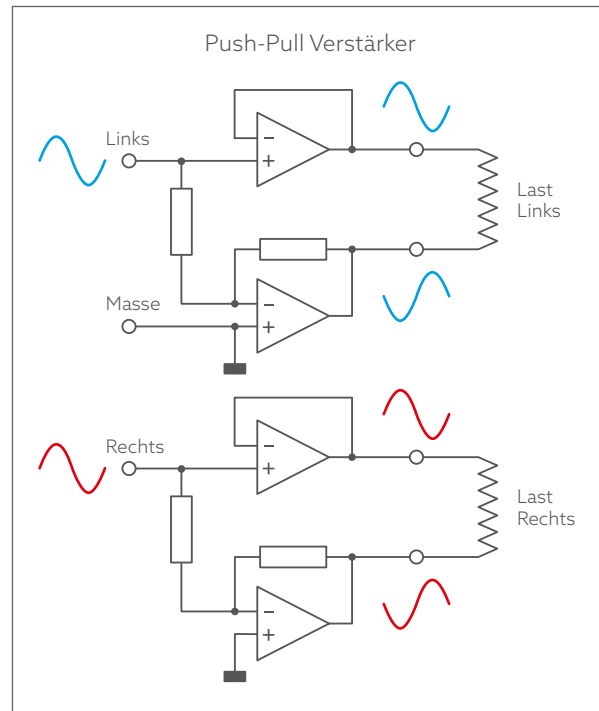 Push-Pull Verstärker
Links
−
+
Last
Links
−
Masse
+
−
Rechts
+
Last
Rechts
−
+